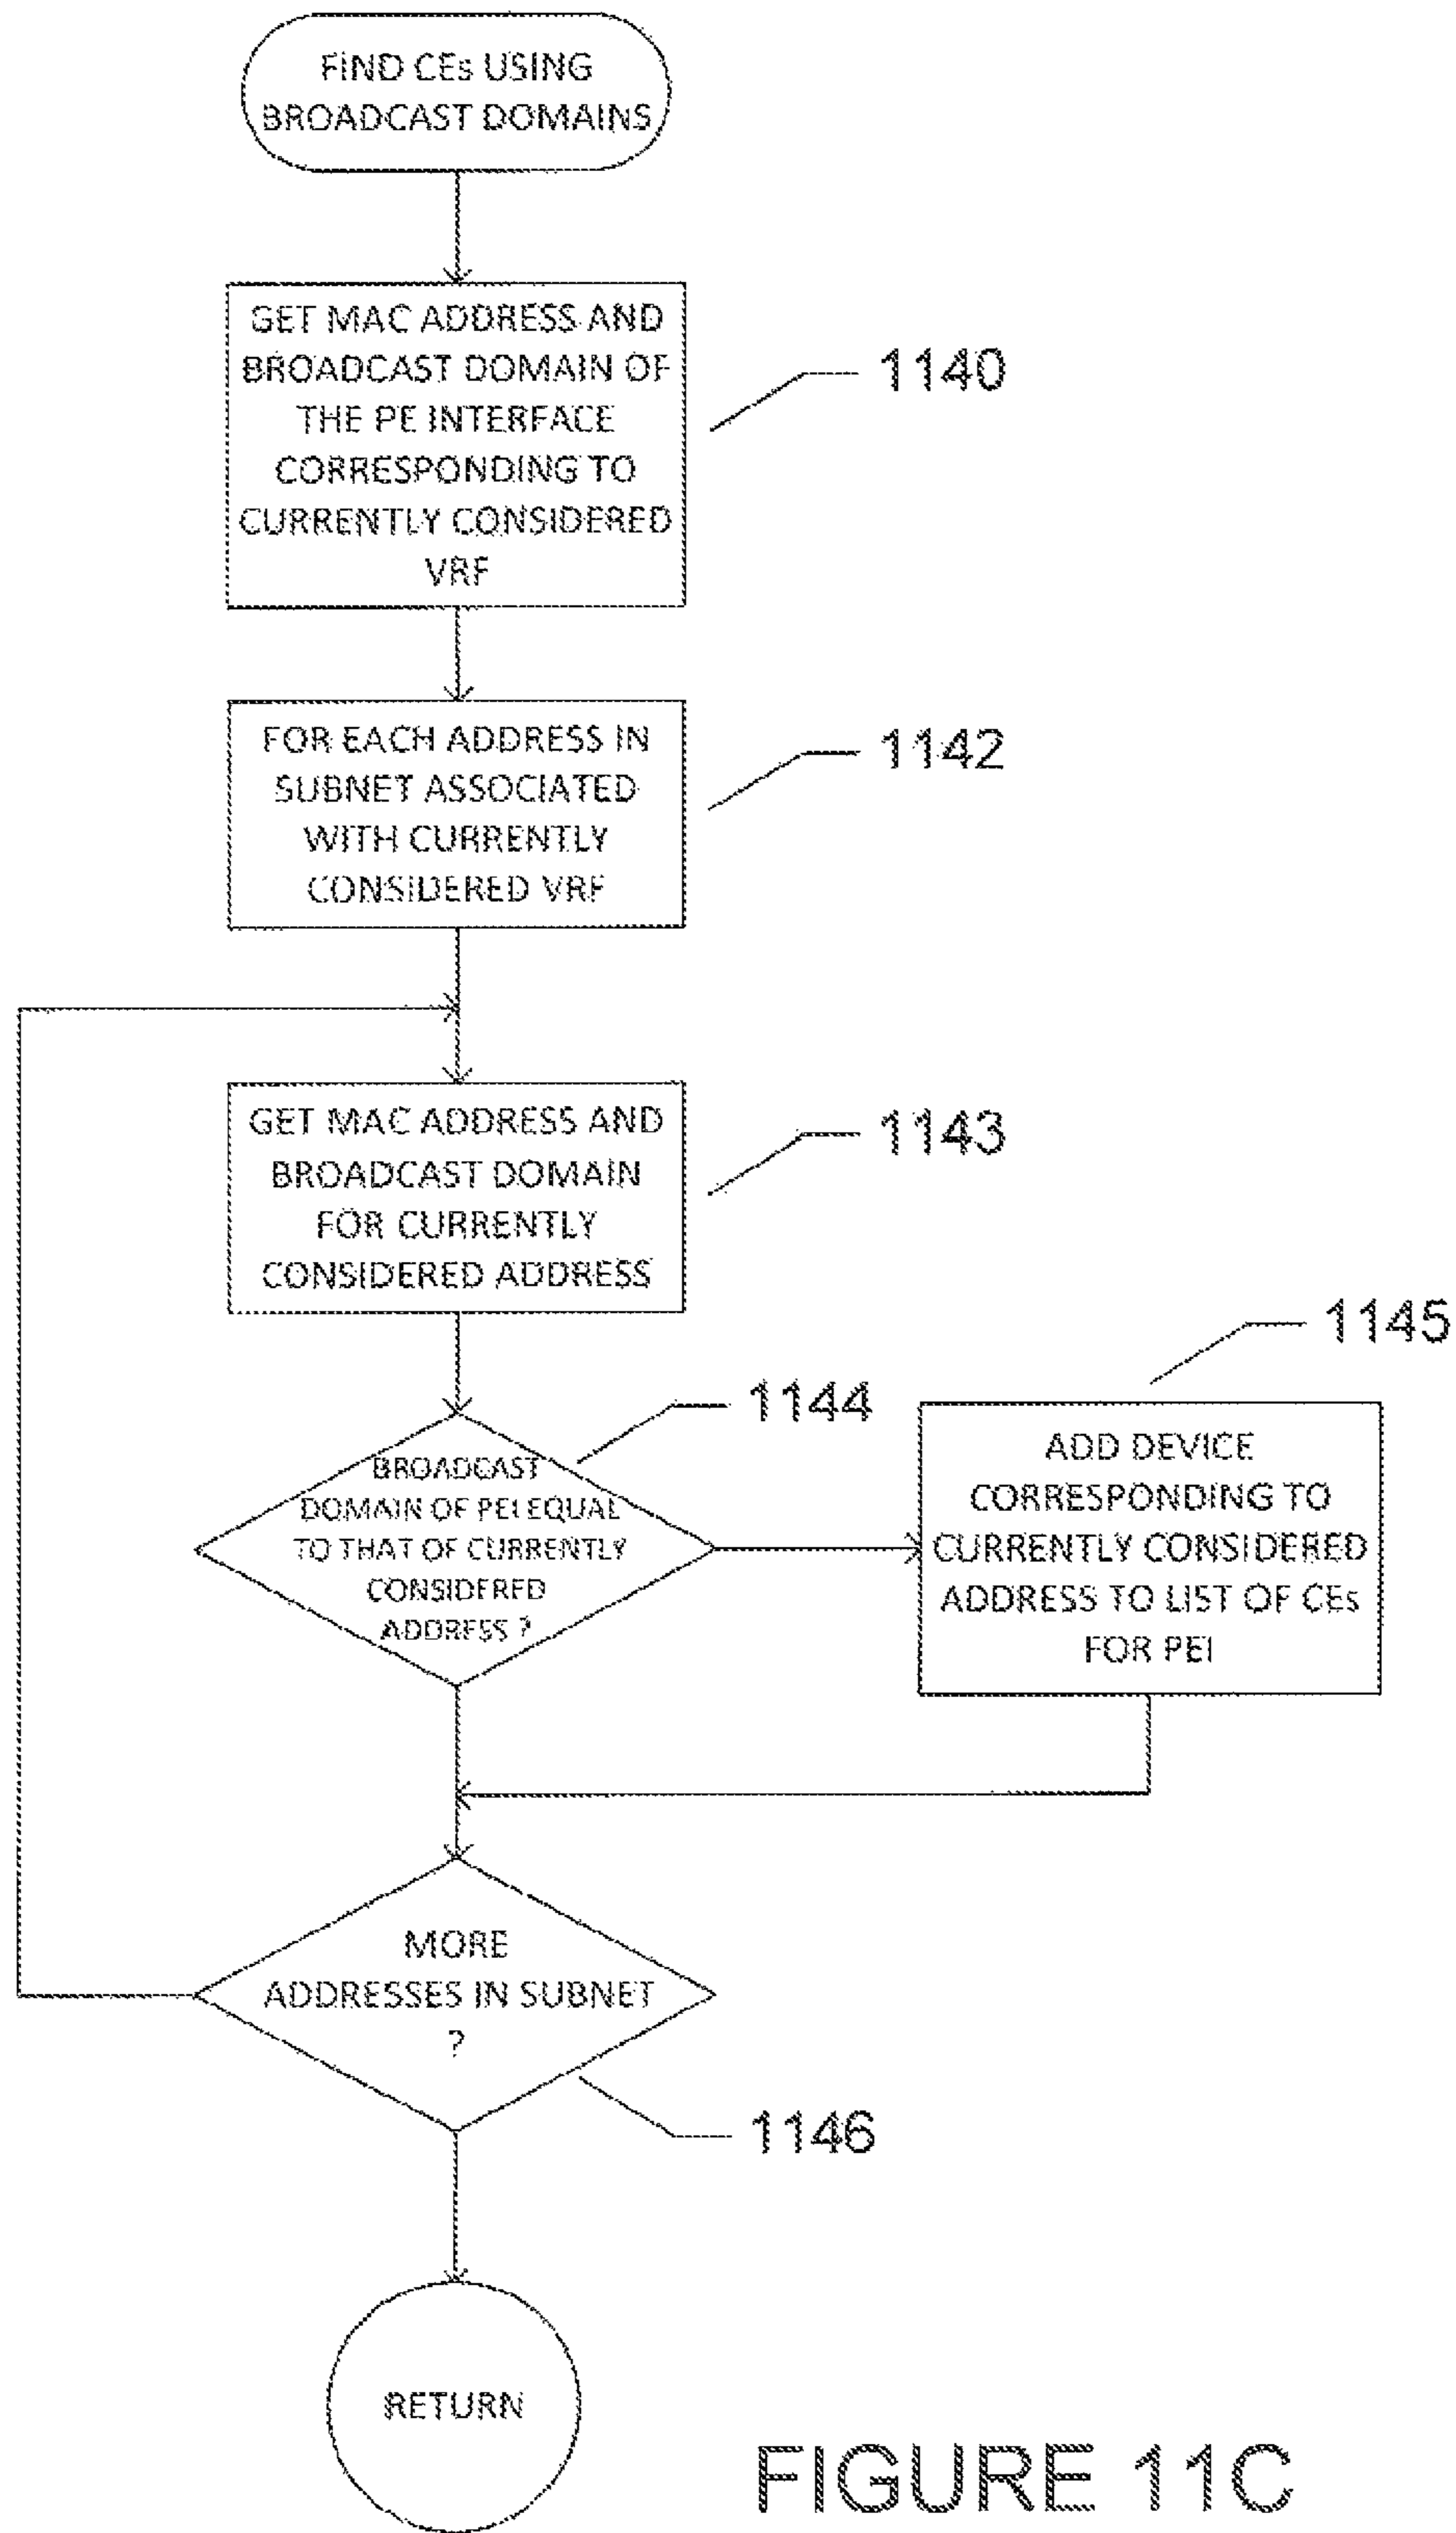 FIND CEs USING
BROADCAST DOMAINS
GET MAC ADDRESS AND
BROADCAST DOMAIN OF
THE PE INTERFACE
CORRESPONDING TO
CURRENTLY CONSIDERED
VRF
1140
FOR EACH ADDRESS IN
SUBNET ASSOCIATED
WITH CURRENTLY
CONSIDERED VRF
1142
GET MAC ADDRESS AND
BROADCAST DOMAIN
FOR CURRENTLY
CONSIDERED ADDRESS
1143
BROADCAST
DOMAIN OF PEI EQUAL
TO THAT OF CURRENTLY
CONSIDERED
ADDRESS ?
1144
ADD DEVICE
CORRESPONDING TO
CURRENTLY CONSIDERED
ADDRESS TO LIST OF CEs
FOR PEI
1145
MORE
ADDRESSES IN SUBNET
?
1146
RETURN
FIGURE 11C